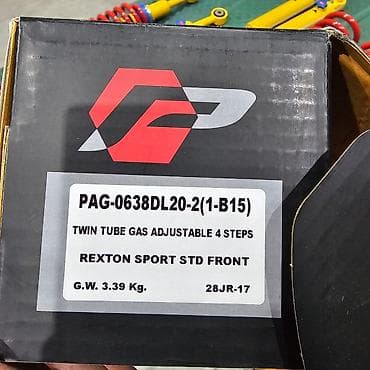 PAG-0638DL20-2(1-B15)
TWIN TUBE GAS ADJUSTABLE 4 STEPS
REXTON SPORT STD FRONT
G.W. 3.39 Kg. 28JR-17